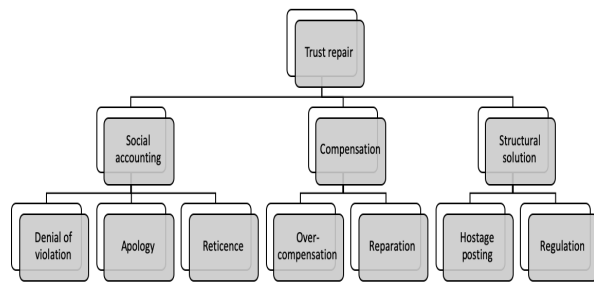 Trust repair
Social
accounting
Compensation
Structural
solution
Denial of
violation
Apology
Reticence
Over-
compensation
Reparation
Hostage
posting
Regulation